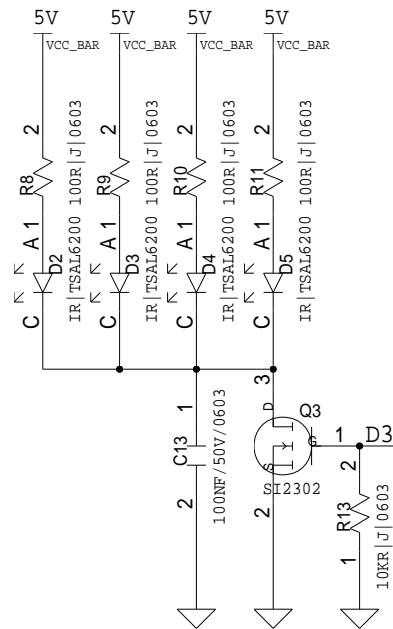 5V 5V 5V 5V
VCC_BAR VCC_BAR VCC_BAR VCC_BAR
2 2 2 2
R8 R9 R10 R11
100R|J|0603 100R|J|0603 100R|J|0603 100R|J|0603
1 1 1 1
A A A A
D2 D3 D4 D5
IR|TSAL6200 IR|TSAL6200 IR|TSAL6200 IR|TSAL6200
C C C C
1
C13
100NF/50V/0603
2
3
D
Q3
G
S
SI2302
2
1 D3
2
R13
10KR|J|0603
1